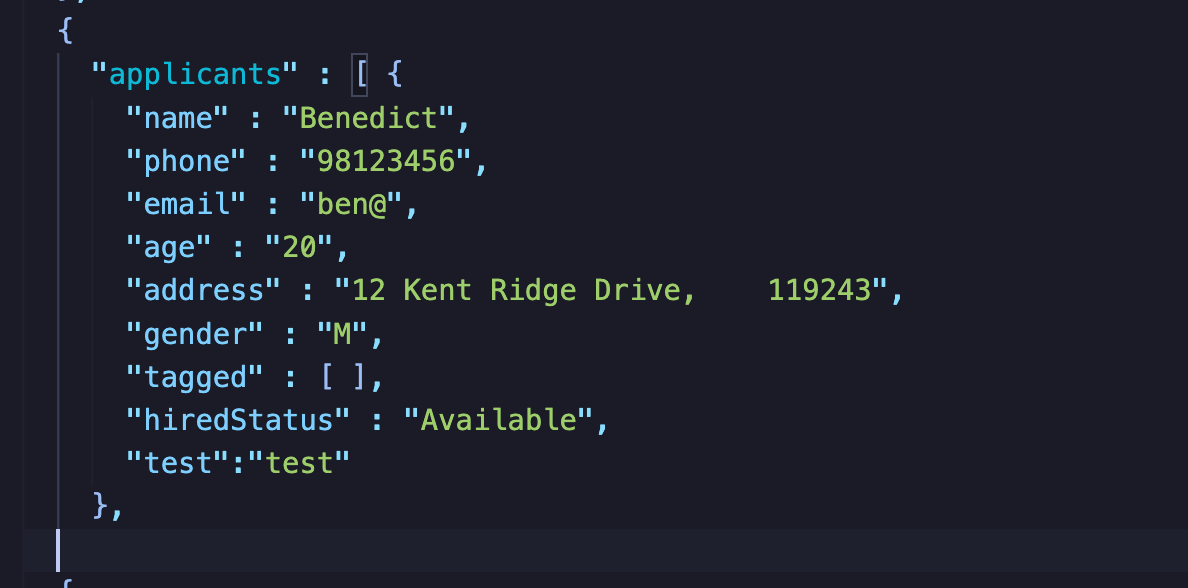 {
"applicants" : [ {
"name" : "Benedict",
"phone" : "98123456",
"email" : "ben@",
"age" : "20",
"address" : "12 Kent Ridge Drive,    119243",
"gender" : "M",
"tagged" : [ ],
"hiredStatus" : "Available",
"test":"test"
},
{